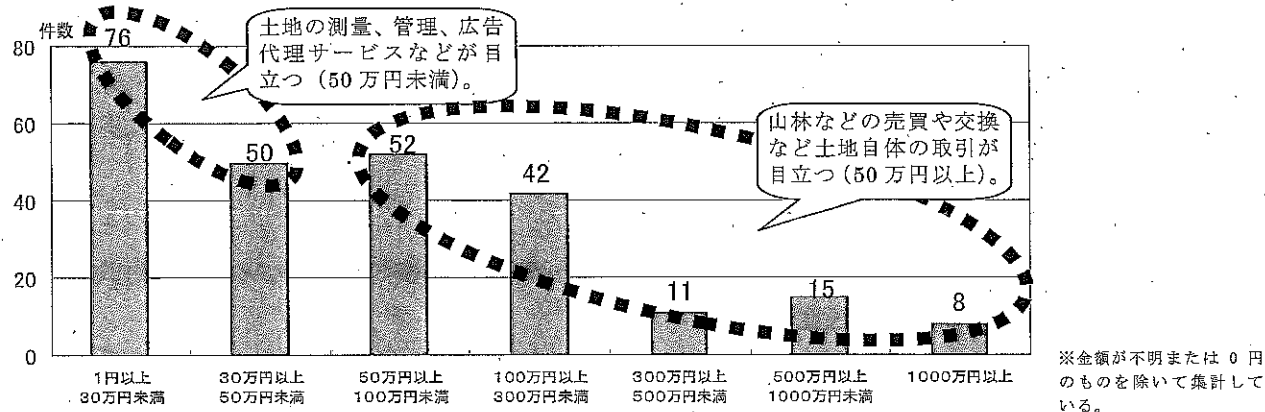 件数
80
60
40
20
0
76
50
52
42
11
15
8
土地の測量、管理、広告
代理サービスなどが目
立つ（50万円未満）。
山林などの売買や交換
など土地自体の取引が
目立つ（50万円以上）。
1円以上
30万円未満
30万円以上
50万円未満
50万円以上
100万円未満
100万円以上
300万円未満
300万円以上
500万円未満
500万円以上
1000万円未満
1000万円以上
※金額が不明または 0 円
のものを除いて集計して
いる。